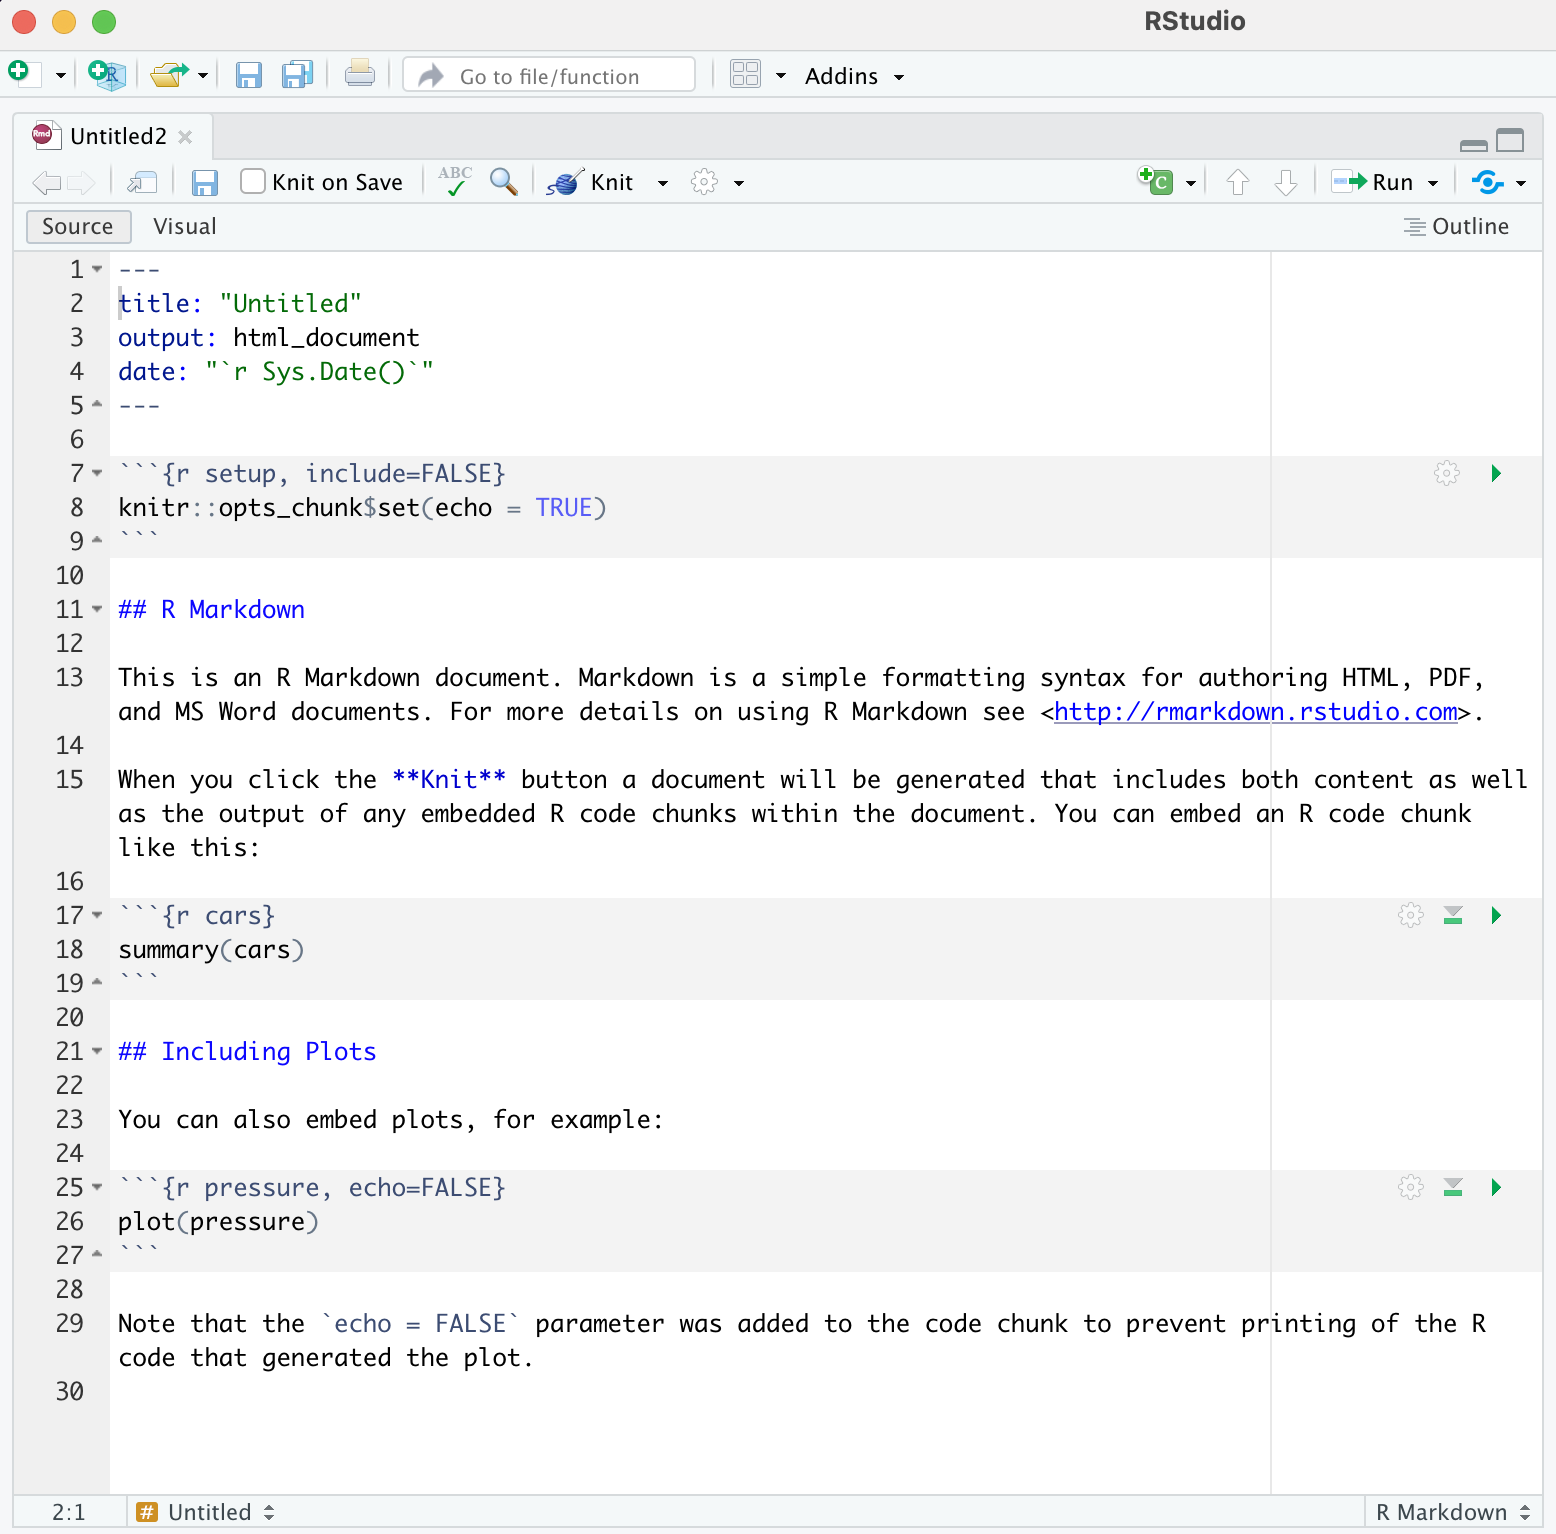 RStudio
Go to file/function Addins
Untitled2
Knit on Save ABC Knit Run
Source Visual Outline
1 ---
2 title: "Untitled"
3 output: html_document
4 date: "`r Sys.Date()`"
5 ---
6
7 ```{r setup, include=FALSE}
8 knitr::opts_chunk$set(echo = TRUE)
9 ```
10
11 ## R Markdown
12
13 This is an R Markdown document. Markdown is a simple formatting syntax for authoring HTML, PDF,
and MS Word documents. For more details on using R Markdown see <http://rmarkdown.rstudio.com>.
14
15 When you click the **Knit** button a document will be generated that includes both content as well
as the output of any embedded R code chunks within the document. You can embed an R code chunk
like this:
16
17 ```{r cars}
18 summary(cars)
19 ```
20
21 ## Including Plots
22
23 You can also embed plots, for example:
24
25 ```{r pressure, echo=FALSE}
26 plot(pressure)
27 ```
28
29 Note that the `echo = FALSE` parameter was added to the code chunk to prevent printing of the R
code that generated the plot.
30
2:1 # Untitled R Markdown